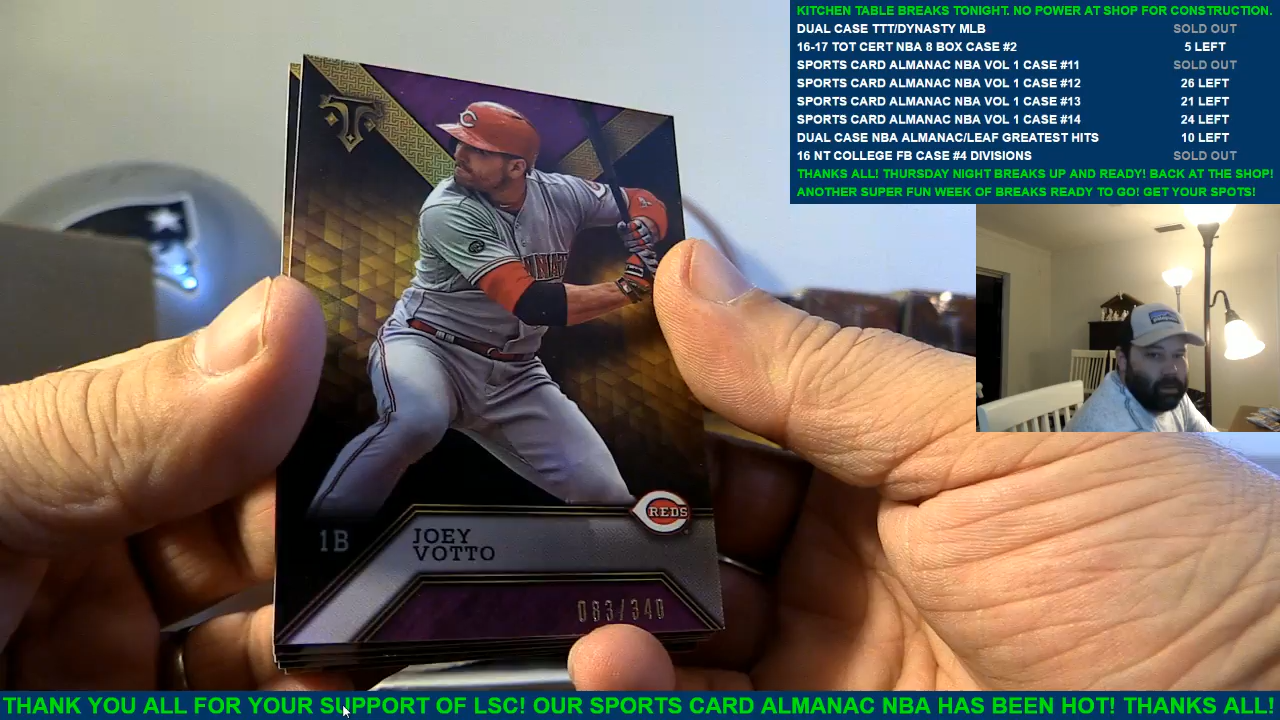 KITCHEN TABLE BREAKS TONIGHT. NO POWER AT SHOP FOR CONSTRUCTION.
DUAL CASE TTT/DYNASTY MLB SOLD OUT
16-17 TOT CERT NBA 8 BOX CASE #2 5 LEFT
SPORTS CARD ALMANAC NBA VOL 1 CASE #11 SOLD OUT
SPORTS CARD ALMANAC NBA VOL 1 CASE #12 26 LEFT
SPORTS CARD ALMANAC NBA VOL 1 CASE #13 21 LEFT
SPORTS CARD ALMANAC NBA VOL 1 CASE #14 24 LEFT
DUAL CASE NBA ALMANAC/LEAF GREATEST HITS 10 LEFT
16 NT COLLEGE FB CASE #4 DIVISIONS SOLD OUT
THANKS ALL! THURSDAY NIGHT BREAKS UP AND READY! BACK AT THE SHOP!
ANOTHER SUPER FUN WEEK OF BREAKS READY TO GO! GET YOUR SPOTS!
REDS
1B
JOEY
VOTTO
083/340
THANK YOU ALL FOR YOUR SUPPORT OF LSC! OUR SPORTS CARD ALMANAC NBA HAS BEEN HOT! THANKS ALL!